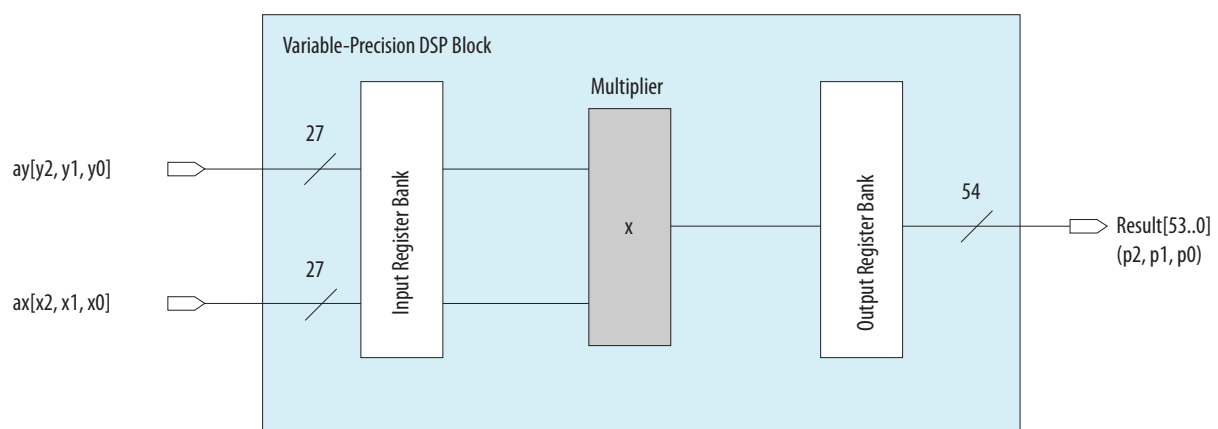 Variable-Precision DSP Block
Multiplier
27
ay[y2, y1, y0]
Input Register Bank
x
Output Register Bank
54
Result[53..0]
(p2, p1, p0)
27
ax[x2, x1, x0]